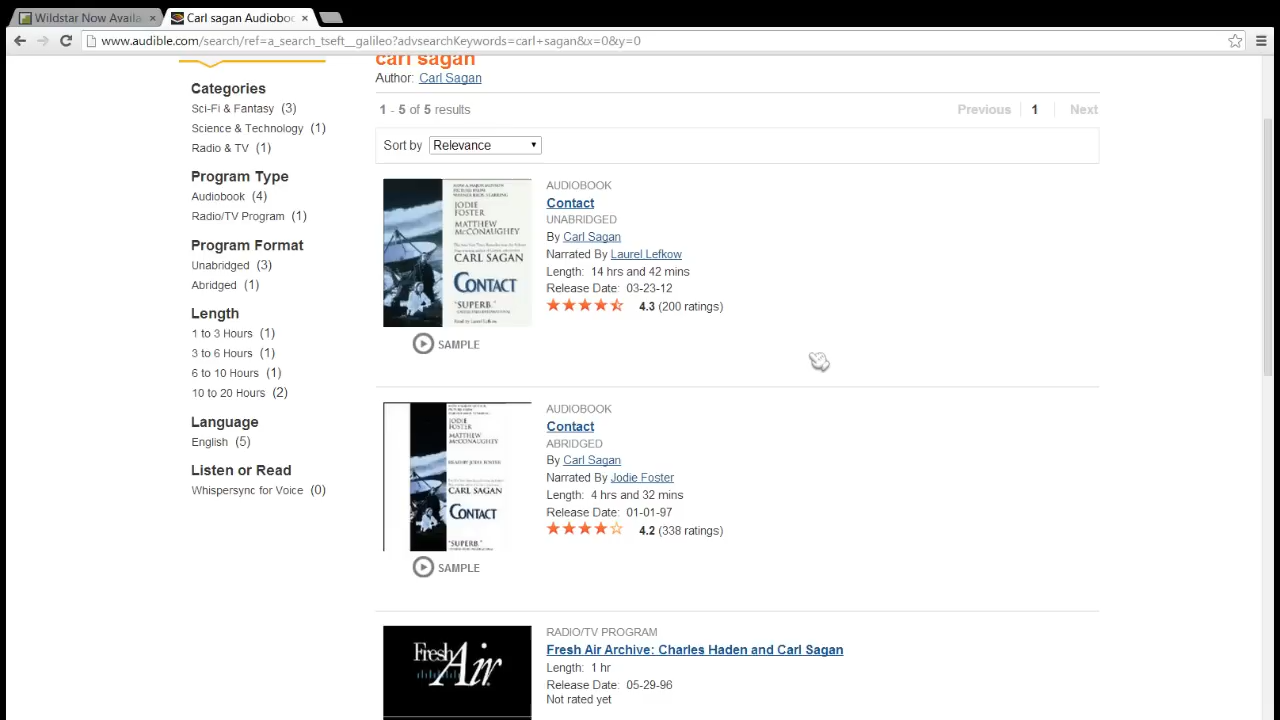 Wildstar Now Availa
Carl sagan Audiobo
www.audible.com/search/ref=a_search_tseft__galileo?advsearchKeywords=carl+sagan&x=0&y=0
carl sagan
Author: Carl Sagan
1 - 5 of 5 results
Previous 1 Next
Sort by Relevance
Categories
Sci-Fi & Fantasy (3)
Science & Technology (1)
Radio & TV (1)
Program Type
Audiobook (4)
Radio/TV Program (1)
Program Format
Unabridged (3)
Abridged (1)
Length
1 to 3 Hours (1)
3 to 6 Hours (1)
6 to 10 Hours (1)
10 to 20 Hours (2)
Language
English (5)
Listen or Read
Whispersync for Voice (0)
JODIE
FOSTER
MATTHEW
McCONAUGHEY
CARL SAGAN
CONTACT
"SUPERB."
SAMPLE
AUDIOBOOK
Contact
UNABRIDGED
By Carl Sagan
Narrated By Laurel Lefkow
Length: 14 hrs and 42 mins
Release Date: 03-23-12
4.3 (200 ratings)
JODIE
FOSTER
MATTHEW
McCONAUGHEY
READ BY JODIE FOSTER
CARL SAGAN
CONTACT
"SUPERB."
SAMPLE
AUDIOBOOK
Contact
ABRIDGED
By Carl Sagan
Narrated By Jodie Foster
Length: 4 hrs and 32 mins
Release Date: 01-01-97
4.2 (338 ratings)
Fresh Air
RADIO/TV PROGRAM
Fresh Air Archive: Charles Haden and Carl Sagan
Length: 1 hr
Release Date: 05-29-96
Not rated yet